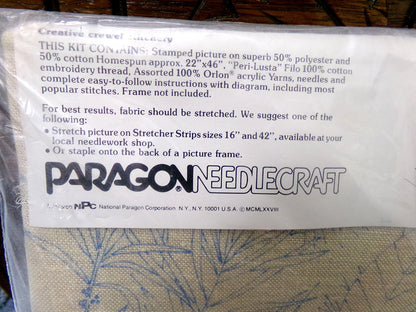 Creative crewel stitchery
THIS KIT CONTAINS: Stamped picture on superb 50% polyester and
50% cotton Homespun approx. 22"x46", "Peri-Lusta" Filo 100% cotton
embroidery thread, Assorted 100% Orlon® acrylic Yarns, needles and
complete easy-to-follow instructions with diagram, including most
popular stitches. Frame not included.
For best results, fabric should be stretched. We suggest one of the
following:
• Stretch picture on Stretcher Strips sizes 16" and 42", available at your
local needlework shop.
• Or staple onto the back of a picture frame.
PARAGON® NEEDLECRAFT
NPC National Paragon Corporation N.Y., N.Y. 10001 U.S.A. ©MCMLXXVIII